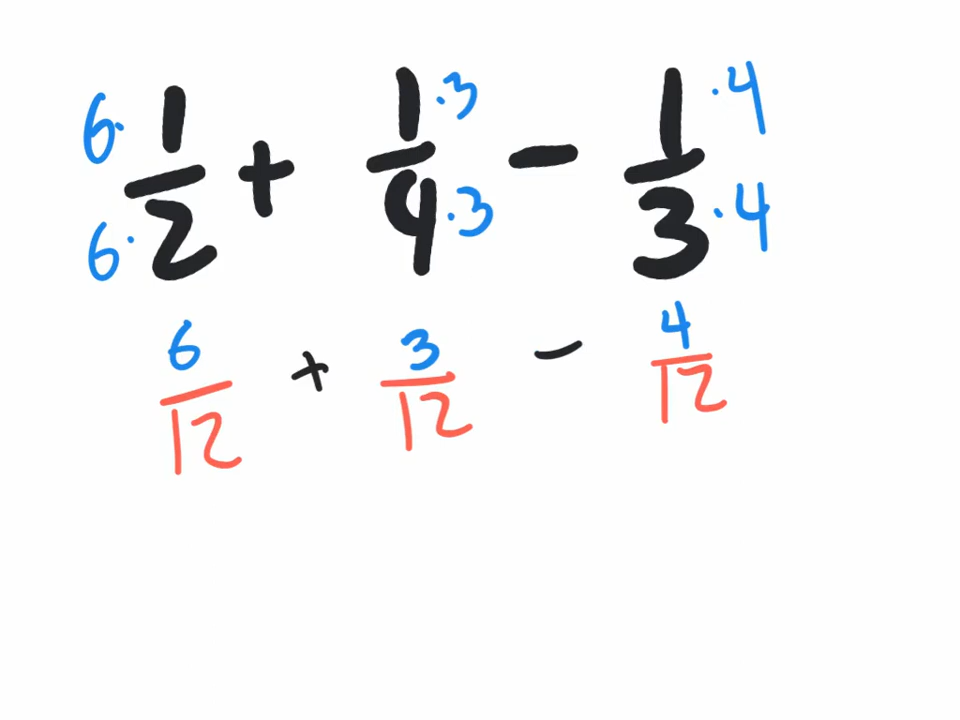 6· 1/2 + 1/4 ·3 − 1/3 ·4
6· ·3 ·4
6/12 + 3/12 − 4/12